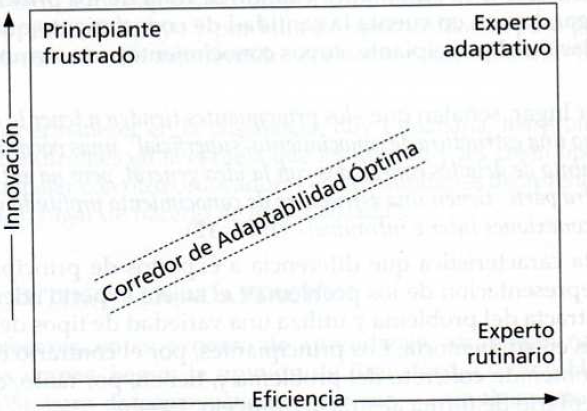 Principiante
frustrado
Experto
adaptativo
Innovación
Corredor de Adaptabilidad Óptima
Experto
rutinario
Eficiencia